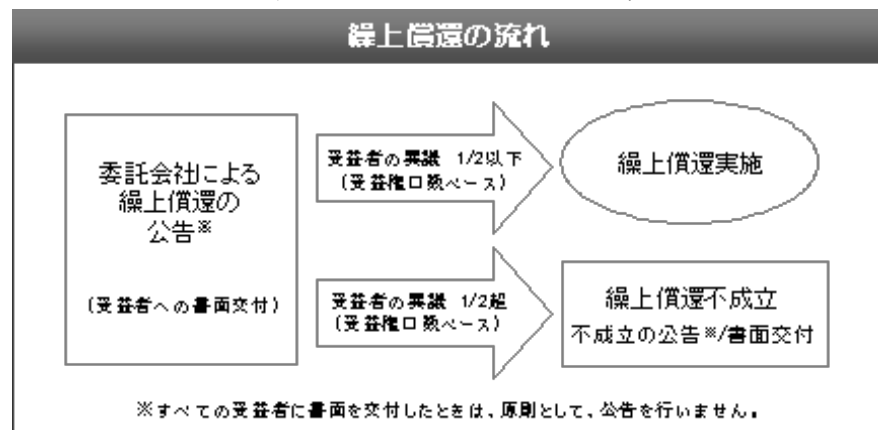 繰上償還の流れ
委託会社による
繰上償還の
公告※
(受益者への書面交付)
受益者の異議 1/2以下
(受益権口数ベース)
繰上償還実施
受益者の異議 1/2超
(受益権口数ベース)
繰上償還不成立
不成立の公告※/書面交付
※すべての受益者に書面を交付したときは、原則として、公告を行いません。